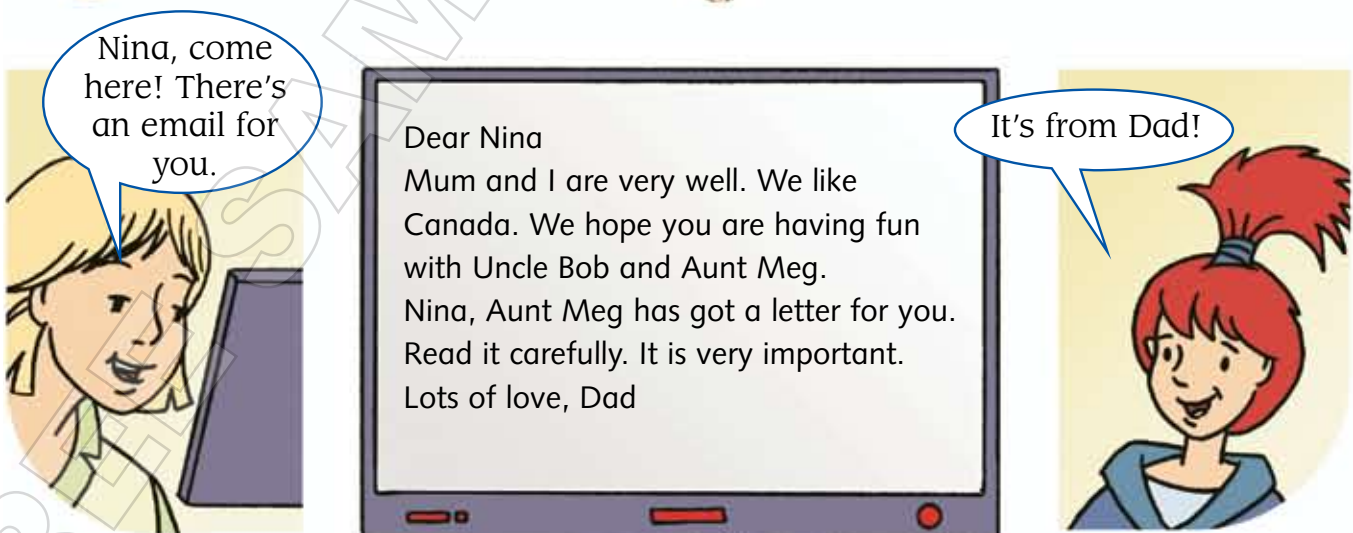 Nina, come
here! There's
an email for
you.
Dear Nina
Mum and I are very well. We like
Canada. We hope you are having fun
with Uncle Bob and Aunt Meg.
Nina, Aunt Meg has got a letter for you.
Read it carefully. It is very important.
Lots of love, Dad
It's from Dad!